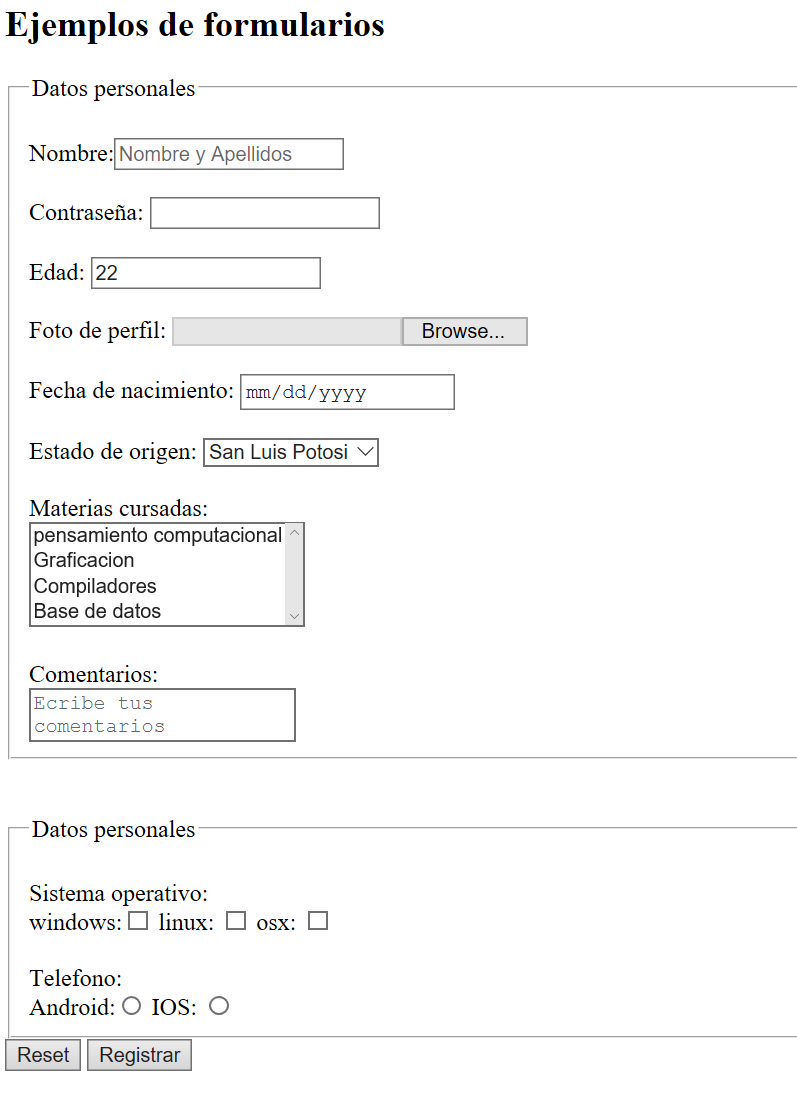 Ejemplos de formularios
Datos personales
Nombre: Nombre y Apellidos
Contraseña:
Edad: 22
Foto de perfil: Browse...
Fecha de nacimiento: mm/dd/yyyy
Estado de origen: San Luis Potosi
Materias cursadas:
pensamiento computacional
Graficacion
Compiladores
Base de datos
Comentarios:
Ecribe tus
comentarios
Datos personales
Sistema operativo:
windows: linux: osx:
Telefono:
Android: IOS:
Reset Registrar